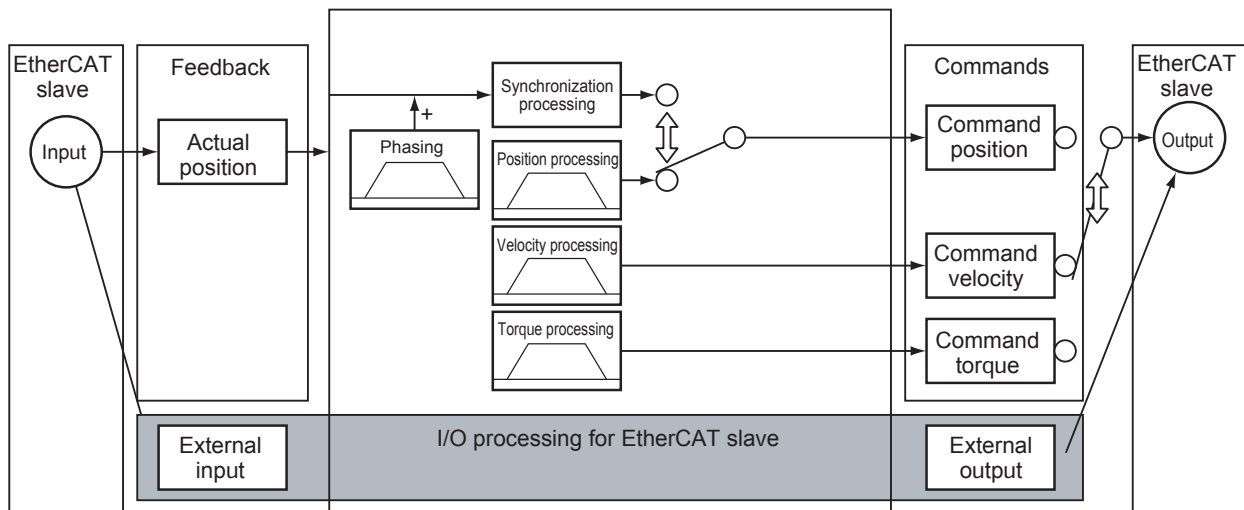 EtherCAT
slave
Input
Feedback
Actual
position
+
Phasing
Synchronization
processing
Position processing
Velocity processing
Torque processing
Commands
Command
position
Command
velocity
Command
torque
EtherCAT
slave
Output
External
input
I/O processing for EtherCAT slave
External
output